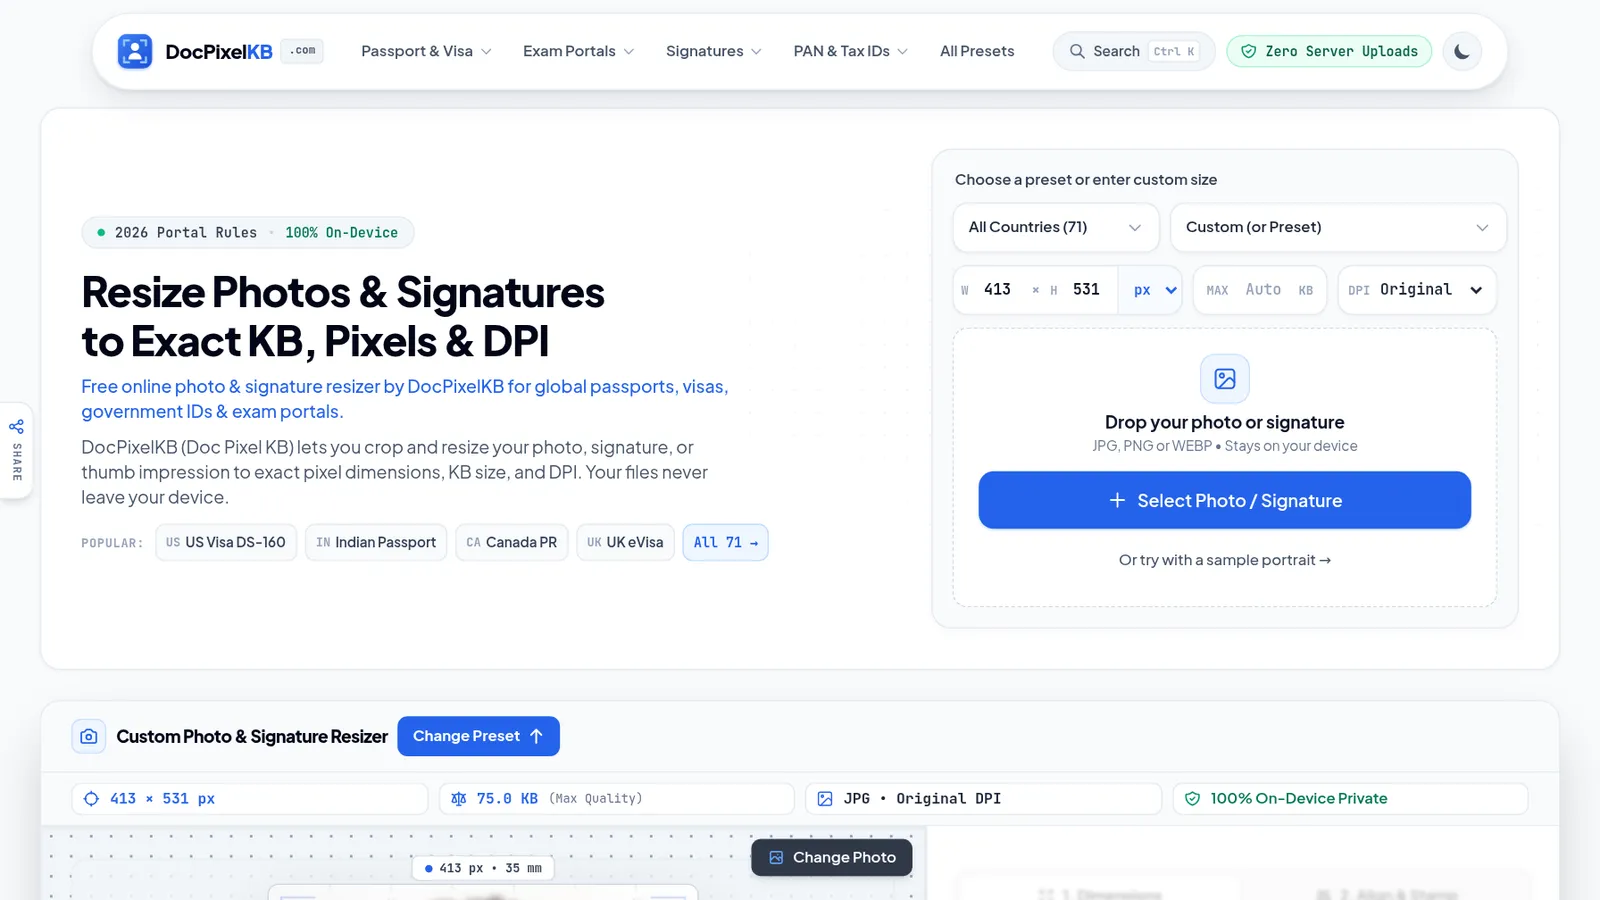 DocPixelKB .com Passport & Visa Exam Portals Signatures PAN & Tax IDs All Presets Search Ctrl K Zero Server Uploads
2026 Portal Rules • 100% On-Device
Resize Photos & Signatures
to Exact KB, Pixels & DPI
Free online photo & signature resizer by DocPixelKB for global passports, visas,
government IDs & exam portals.
DocPixelKB (Doc Pixel KB) lets you crop and resize your photo, signature, or
thumb impression to exact pixel dimensions, KB size, and DPI. Your files never
leave your device.
POPULAR: US US Visa DS-160 IN Indian Passport CA Canada PR UK UK eVisa All 71 →
SHARE
Choose a preset or enter custom size
All Countries (71) Custom (or Preset)
W 413 × H 531 px MAX Auto KB DPI Original
Drop your photo or signature
JPG, PNG or WEBP • Stays on your device
+ Select Photo / Signature
Or try with a sample portrait →
Custom Photo & Signature Resizer Change Preset ↑
413 × 531 px 75.0 KB (Max Quality) JPG • Original DPI 100% On-Device Private
413 px • 35 mm Change Photo
1. Dimensions 2. Align & Stamp